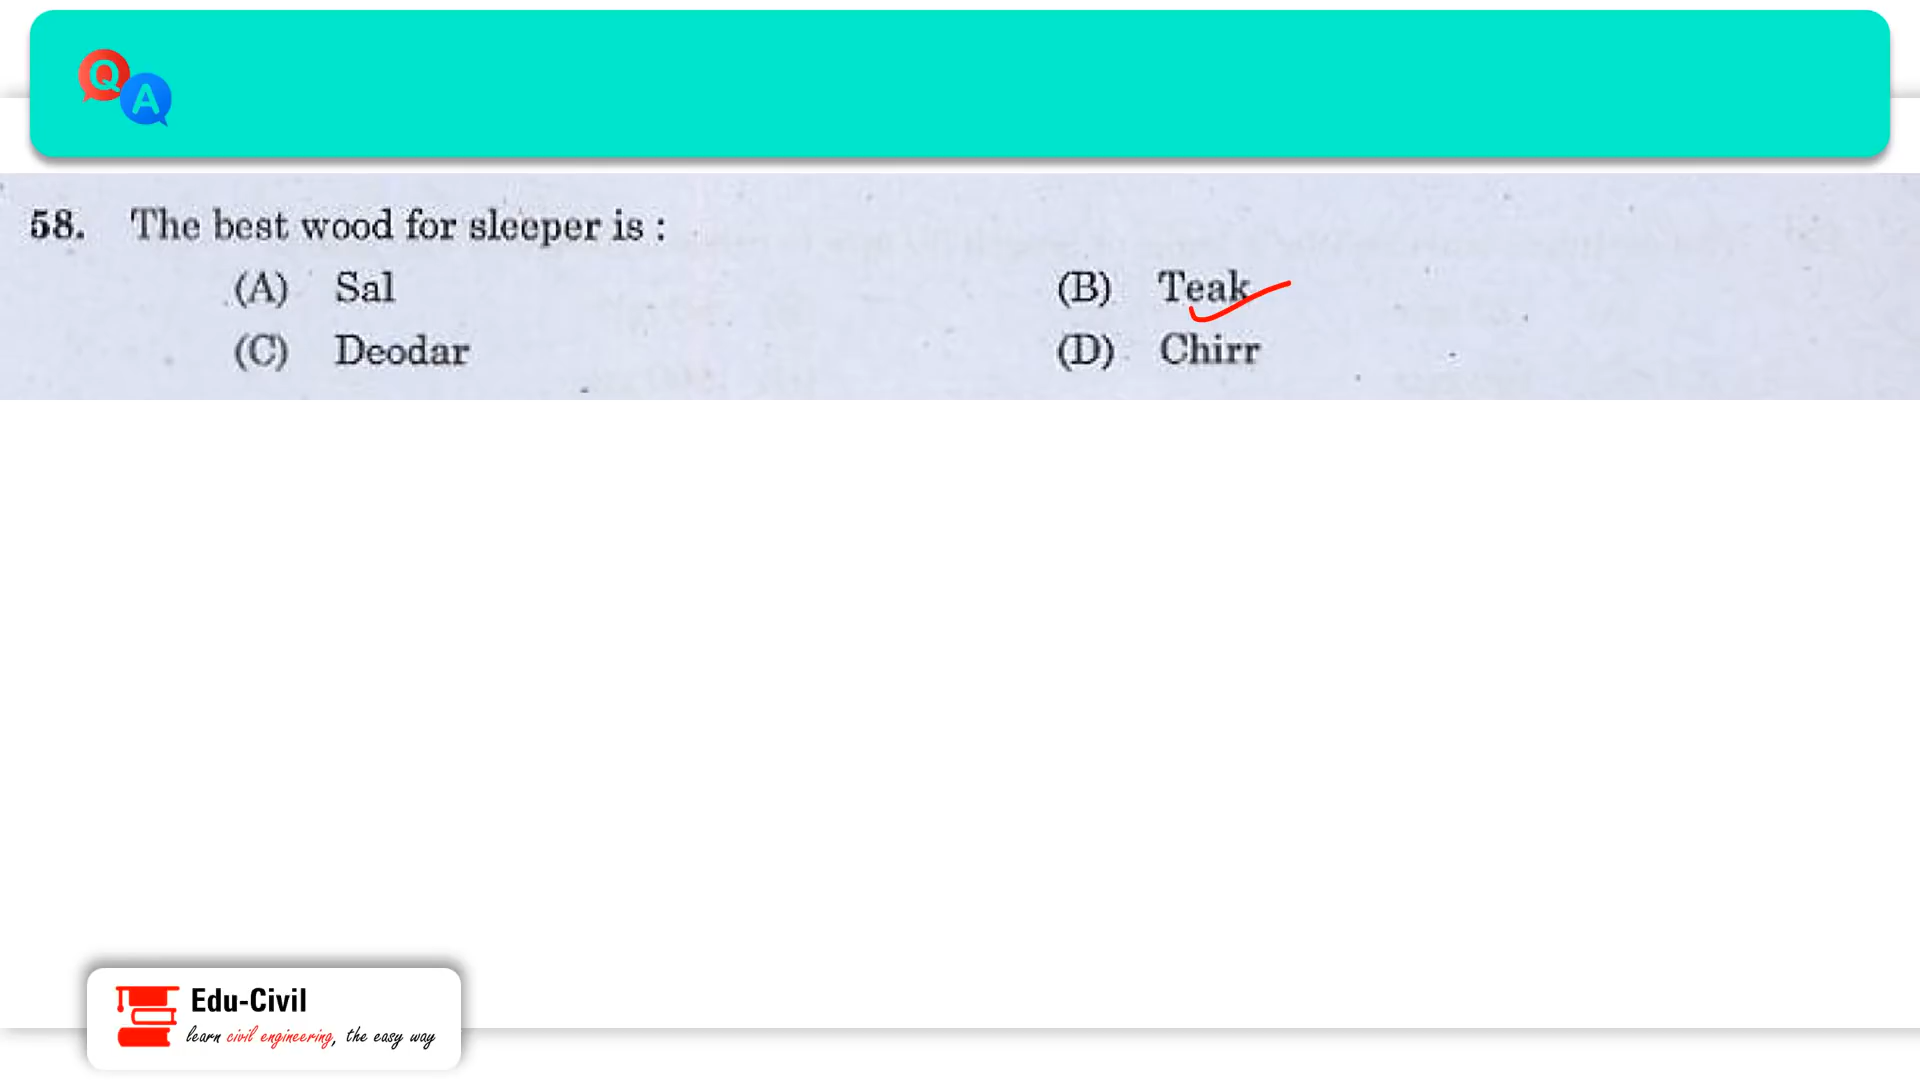 Q A
58. The best wood for sleeper is :
(A) Sal (B) Teak
(C) Deodar (D) Chirr
Edu-Civil
learn civil engineering, the easy way